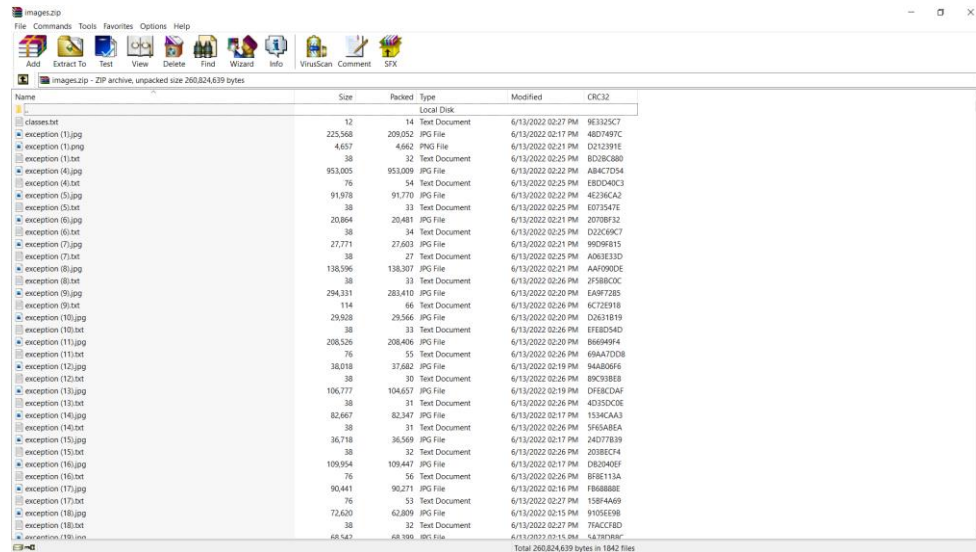 images.zip
File Commands Tools Favorites Options Help
Add Extract To Test View Delete Find Wizard Info VirusScan Comment SFX
images.zip - ZIP archive, unpacked size 260,824,639 bytes
Name Size Packed Type Modified CRC32
.. Local Disk
classes.txt 12 14 Text Document 6/13/2022 02:27 PM 9E3325C7
exception (1).jpg 225,568 209,052 JPG File 6/13/2022 02:17 PM 48D7497C
exception (1).png 4,657 4,662 PNG File 6/13/2022 02:21 PM D212391E
exception (1).txt 38 32 Text Document 6/13/2022 02:25 PM BD2BC880
exception (4).jpg 953,005 953,009 JPG File 6/13/2022 02:22 PM AB4C7D54
exception (4).txt 76 54 Text Document 6/13/2022 02:25 PM EBDD40C3
exception (5).jpg 91,978 91,770 JPG File 6/13/2022 02:22 PM 4E236CA2
exception (5).txt 38 33 Text Document 6/13/2022 02:25 PM E073547E
exception (6).jpg 20,864 20,481 JPG File 6/13/2022 02:21 PM 2070BF32
exception (6).txt 38 34 Text Document 6/13/2022 02:25 PM D22C69C7
exception (7).jpg 27,771 27,603 JPG File 6/13/2022 02:21 PM 99D9F815
exception (7).txt 38 27 Text Document 6/13/2022 02:25 PM A063E33D
exception (8).jpg 138,596 138,307 JPG File 6/13/2022 02:21 PM AAF090DE
exception (8).txt 38 33 Text Document 6/13/2022 02:26 PM 2F5B8C0C
exception (9).jpg 294,331 283,410 JPG File 6/13/2022 02:20 PM EA9F7285
exception (9).txt 114 66 Text Document 6/13/2022 02:26 PM 6C72E918
exception (10).jpg 29,928 29,566 JPG File 6/13/2022 02:20 PM D2631B19
exception (10).txt 38 33 Text Document 6/13/2022 02:26 PM EFE8D54D
exception (11).jpg 208,526 208,406 JPG File 6/13/2022 02:20 PM B66949F4
exception (11).txt 76 55 Text Document 6/13/2022 02:26 PM 69AA7DD8
exception (12).jpg 38,018 37,682 JPG File 6/13/2022 02:19 PM 94AB06F6
exception (12).txt 38 30 Text Document 6/13/2022 02:26 PM 89C93BE8
exception (13).jpg 106,777 104,657 JPG File 6/13/2022 02:19 PM DFE8CDAF
exception (13).txt 38 31 Text Document 6/13/2022 02:26 PM 4D35DC0E
exception (14).jpg 82,667 82,347 JPG File 6/13/2022 02:17 PM 1534CAA3
exception (14).txt 38 31 Text Document 6/13/2022 02:26 PM 5F65ABEA
exception (15).jpg 36,718 36,569 JPG File 6/13/2022 02:17 PM 24D77B39
exception (15).txt 38 32 Text Document 6/13/2022 02:26 PM 203BECF4
exception (16).jpg 109,954 109,447 JPG File 6/13/2022 02:17 PM DB2040EF
exception (16).txt 76 56 Text Document 6/13/2022 02:26 PM BF8E113A
exception (17).jpg 90,441 90,271 JPG File 6/13/2022 02:16 PM
exception (17).txt 76 53 Text Document 6/13/2022 02:27 PM 15BF4A69
exception (18).jpg 72,620 62,809 JPG File 6/13/2022 02:15 PM 9105EE9B
exception (18).txt 38 32 Text Document 6/13/2022 02:27 PM 7FACCFBD
exception (19).jpg 68,542 68,399 JPG File 6/13/2022 02:15 PM 5A78DB8C
Total 260,824,639 bytes in 1842 files